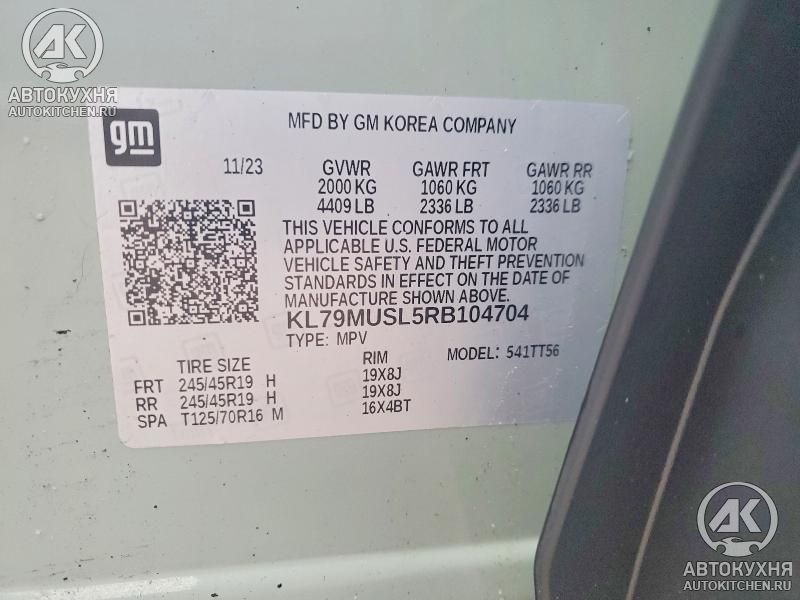 AK
АВТОКУХНЯ
AUTOKITCHEN.RU
gm
MFD BY GM KOREA COMPANY
11/23 GVWR GAWR FRT GAWR RR
2000 KG 1060 KG 1060 KG
4409 LB 2336 LB 2336 LB
THIS VEHICLE CONFORMS TO ALL
APPLICABLE U.S. FEDERAL MOTOR
VEHICLE SAFETY AND THEFT PREVENTION
STANDARDS IN EFFECT ON THE DATE OF
MANUFACTURE SHOWN ABOVE.
KL79MUSL5RB104704
TYPE: MPV MODEL: 541TT56
TIRE SIZE RIM
FRT 245/45R19 H 19X8J
RR 245/45R19 H 19X8J
SPA T125/70R16 M 16X4BT
AK
АВТОКУХНЯ
AUTOKITCHEN.RU